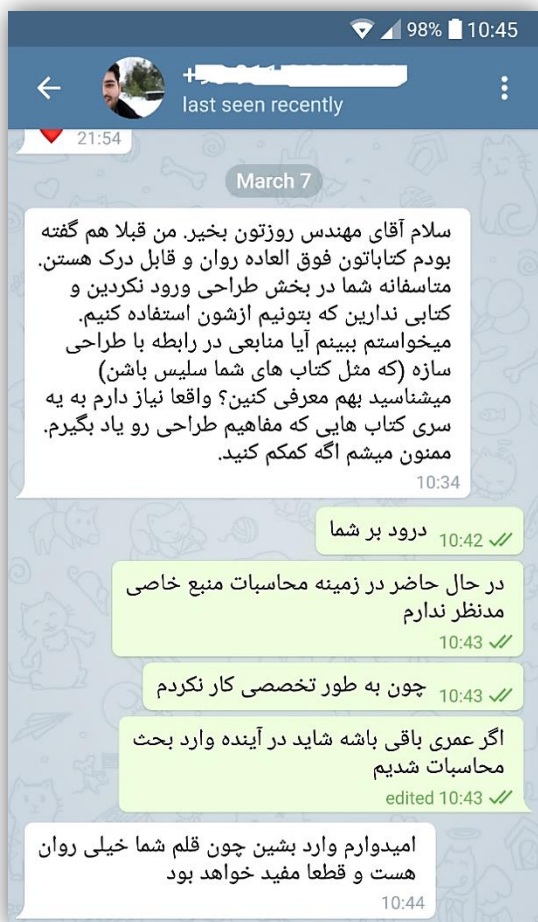 98% 10:45
last seen recently
21:54
March 7
سلام آقای مهندس روزتون بخیر. من قبلا هم گفته
بودم کتاباتون فوق العاده روان و قابل درک هستن.
متاسفانه شما در بخش طراحی ورود نکردین و
کتابی ندارین که بتونیم ازشون استفاده کنیم.
میخواستم ببینم آیا منابعی در رابطه با طراحی
سازه (که مثل کتاب های شما سلیس باشن)
میشناسید بهم معرفی کنین؟ واقعا نیاز دارم به یه
سری کتاب هایی که مفاهیم طراحی رو یاد بگیرم.
ممنون میشم اگه کمکم کنید.
10:34
درود بر شما 10:42
در حال حاضر در زمینه محاسبات منبع خاصی
مدنظر ندارم
10:43
چون به طور تخصصی کار نکردم 10:43
اگر عمری باقی باشه شاید در آینده وارد بحث
محاسبات شدیم
edited 10:43
امیدوارم وارد بشین چون قلم شما خیلی روان
هست و قطعا مفید خواهد بود
10:44